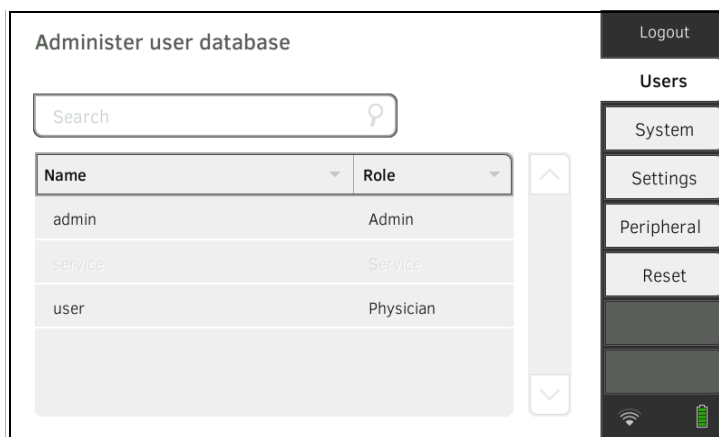 Administer user database
Search
Name Role
admin Admin
service Service
user Physician
Logout
Users
System
Settings
Peripheral
Reset